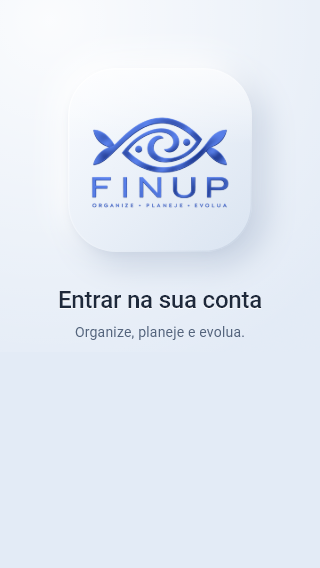 FINUP
ORGANIZE • PLANEJE • EVOLUA
Entrar na sua conta
Organize, planeje e evolua.